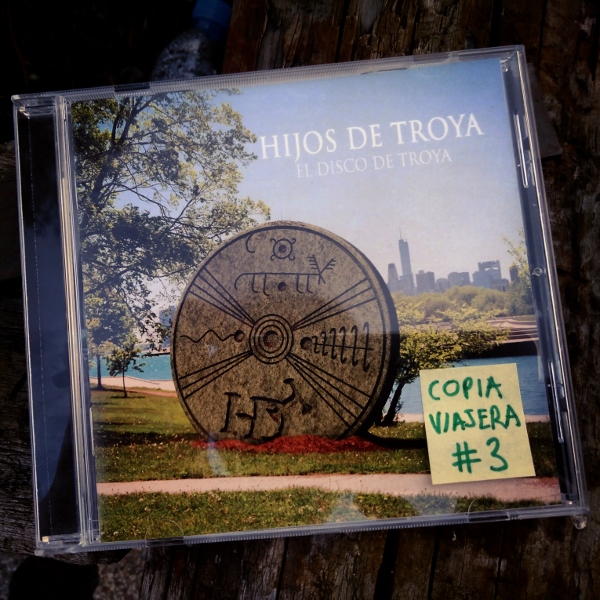 HIJOS DE TROYA
EL DISCO DE TROYA
COPIA
VIAJERA
#3